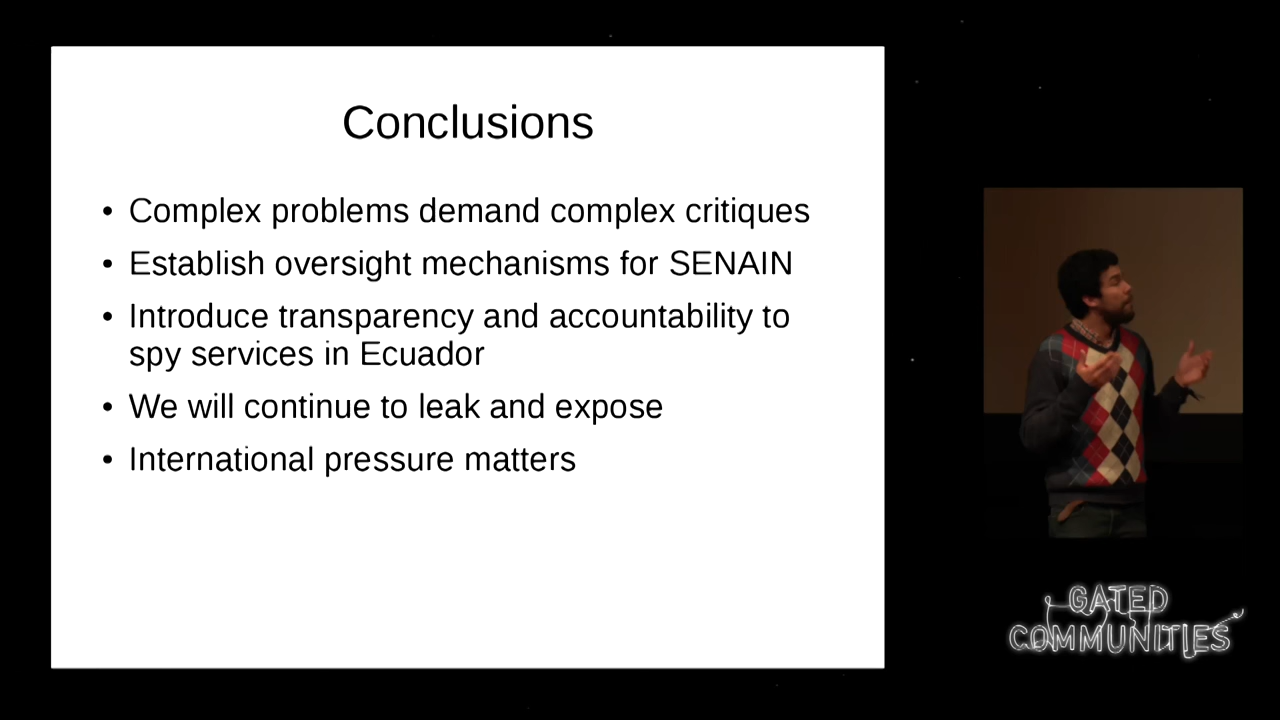 Conclusions
• Complex problems demand complex critiques
• Establish oversight mechanisms for SENAIN
• Introduce transparency and accountability to
spy services in Ecuador
• We will continue to leak and expose
• International pressure matters
GATED
COMMUNITIES